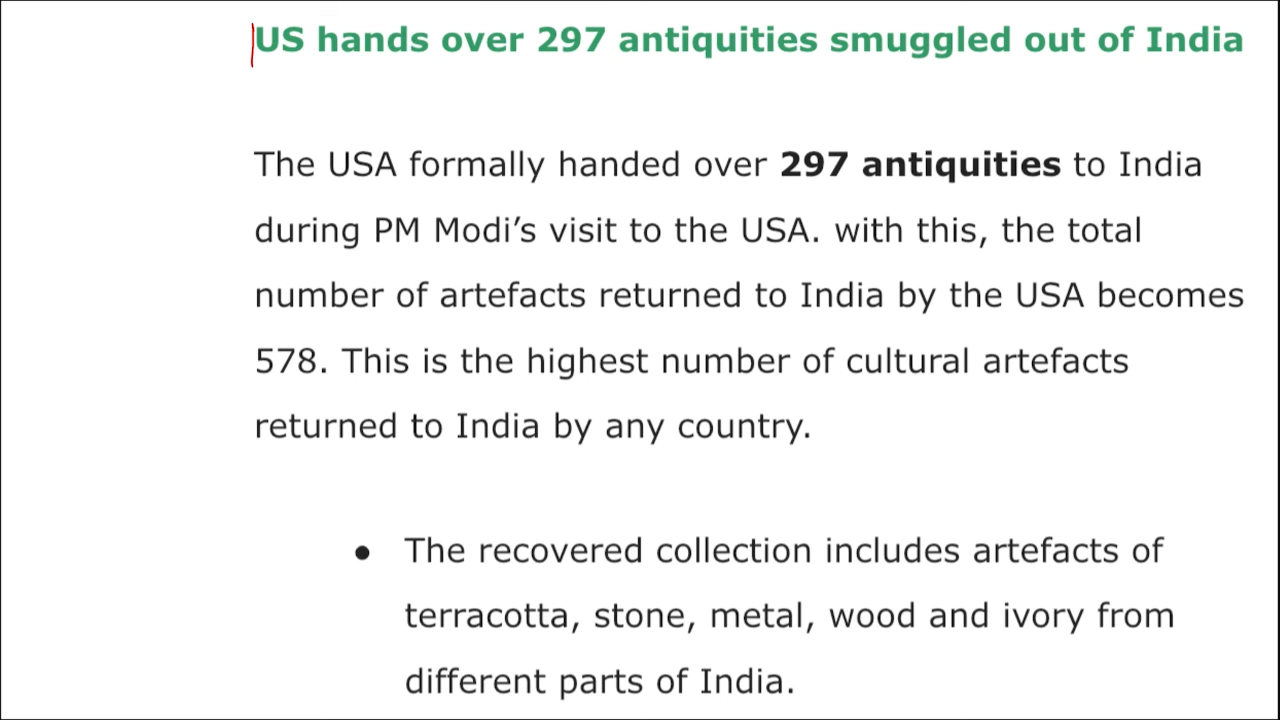 US hands over 297 antiquities smuggled out of India
The USA formally handed over 297 antiquities to India
during PM Modi’s visit to the USA. with this, the total
number of artefacts returned to India by the USA becomes
578. This is the highest number of cultural artefacts
returned to India by any country.
● The recovered collection includes artefacts of
terracotta, stone, metal, wood and ivory from
different parts of India.